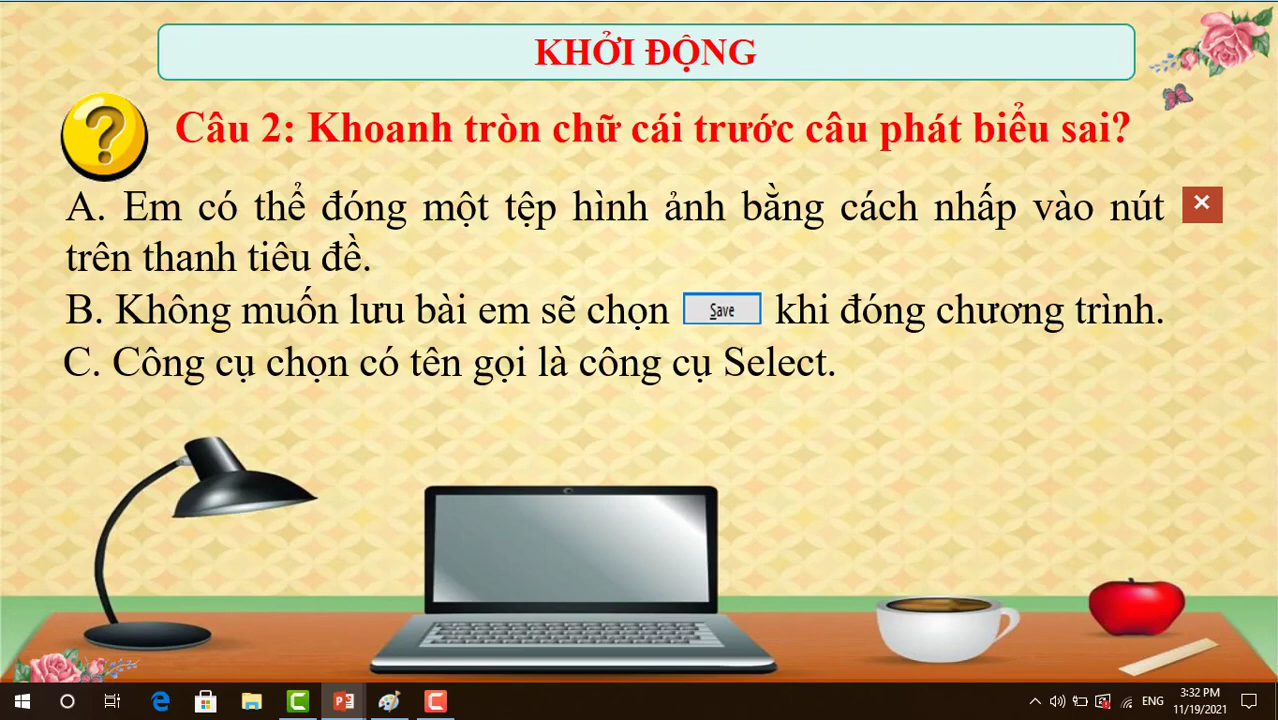 KHỞI ĐỘNG
Câu 2: Khoanh tròn chữ cái trước câu phát biểu sai?
A. Em có thể đóng một tệp hình ảnh bằng cách nhấp vào nút
trên thanh tiêu đề.
B. Không muốn lưu bài em sẽ chọn Save khi đóng chương trình.
C. Công cụ chọn có tên gọi là công cụ Select.
ENG
3:32 PM
11/19/2021